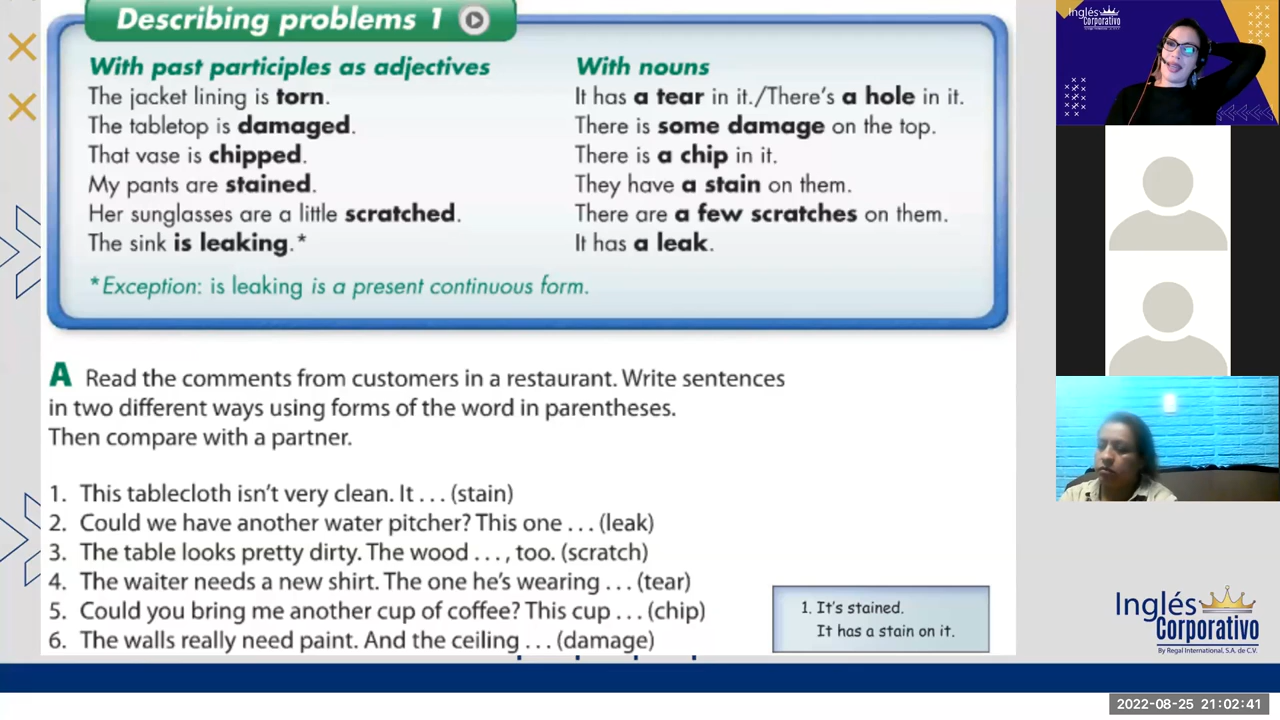 Describing problems 1
With past participles as adjectives
The jacket lining is torn.
The tabletop is damaged.
That vase is chipped.
My pants are stained.
Her sunglasses are a little scratched.
The sink is leaking.*
With nouns
It has a tear in it./There's a hole in it.
There is some damage on the top.
There is a chip in it.
They have a stain on them.
There are a few scratches on them.
It has a leak.
*Exception: is leaking is a present continuous form.
A Read the comments from customers in a restaurant. Write sentences
in two different ways using forms of the word in parentheses.
Then compare with a partner.
1. This tablecloth isn't very clean. It . . . (stain)
2. Could we have another water pitcher? This one . . . (leak)
3. The table looks pretty dirty. The wood . . . , too. (scratch)
4. The waiter needs a new shirt. The one he's wearing . . . (tear)
5. Could you bring me another cup of coffee? This cup . . . (chip)
6. The walls really need paint. And the ceiling . . . (damage)
1. It's stained.
It has a stain on it.
Inglés
Corporativo
Inglés
Corporativo
By Regal International, S.A. de C.V.
2022-08-25 21:02:41